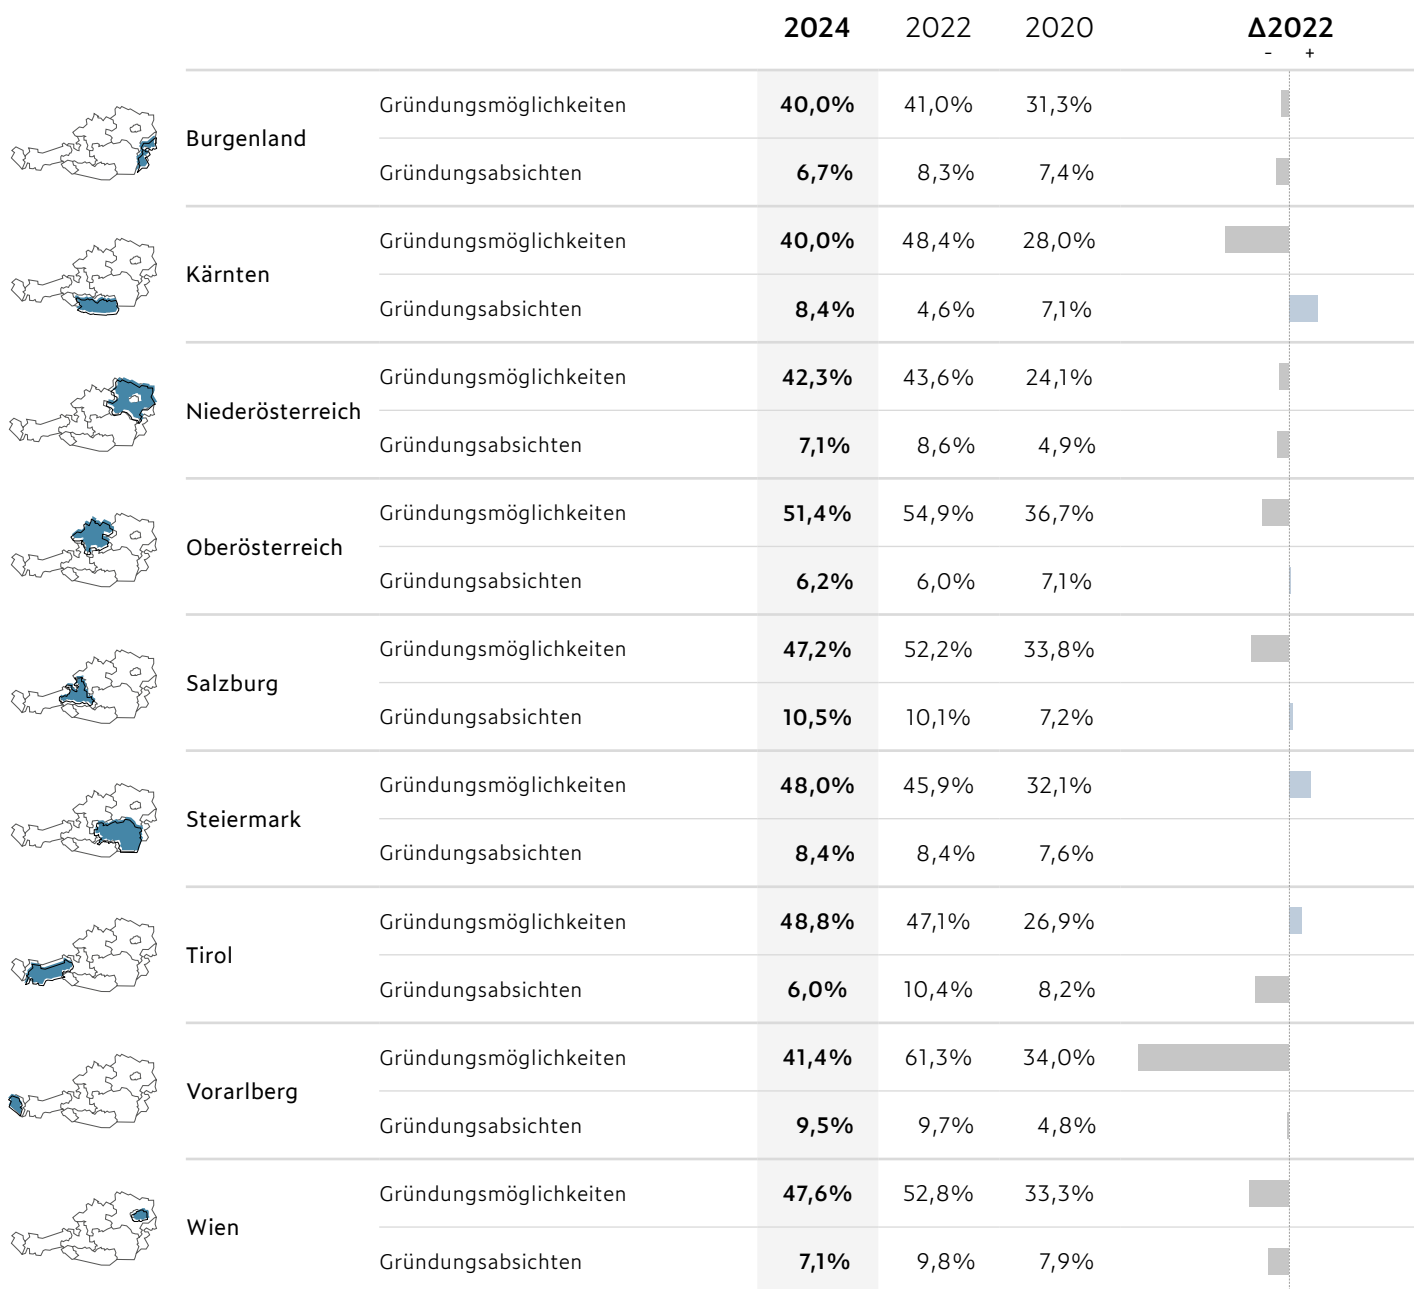 2024 2022 2020 Δ2022
- +
Burgenland
Gründungsmöglichkeiten 40,0% 41,0% 31,3%
Gründungsabsichten 6,7% 8,3% 7,4%
Kärnten
Gründungsmöglichkeiten 40,0% 48,4% 28,0%
Gründungsabsichten 8,4% 4,6% 7,1%
Niederösterreich
Gründungsmöglichkeiten 42,3% 43,6% 24,1%
Gründungsabsichten 7,1% 8,6% 4,9%
Oberösterreich
Gründungsmöglichkeiten 51,4% 54,9% 36,7%
Gründungsabsichten 6,2% 6,0% 7,1%
Salzburg
Gründungsmöglichkeiten 47,2% 52,2% 33,8%
Gründungsabsichten 10,5% 10,1% 7,2%
Steiermark
Gründungsmöglichkeiten 48,0% 45,9% 32,1%
Gründungsabsichten 8,4% 8,4% 7,6%
Tirol
Gründungsmöglichkeiten 48,8% 47,1% 26,9%
Gründungsabsichten 6,0% 10,4% 8,2%
Vorarlberg
Gründungsmöglichkeiten 41,4% 61,3% 34,0%
Gründungsabsichten 9,5% 9,7% 4,8%
Wien
Gründungsmöglichkeiten 47,6% 52,8% 33,3%
Gründungsabsichten 7,1% 9,8% 7,9%